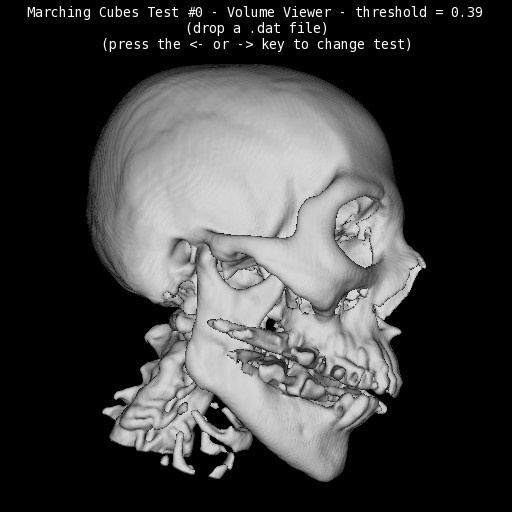 Marching Cubes Test #0 - Volume Viewer - threshold = 0.39
(drop a .dat file)
(press the <- or -> key to change test)